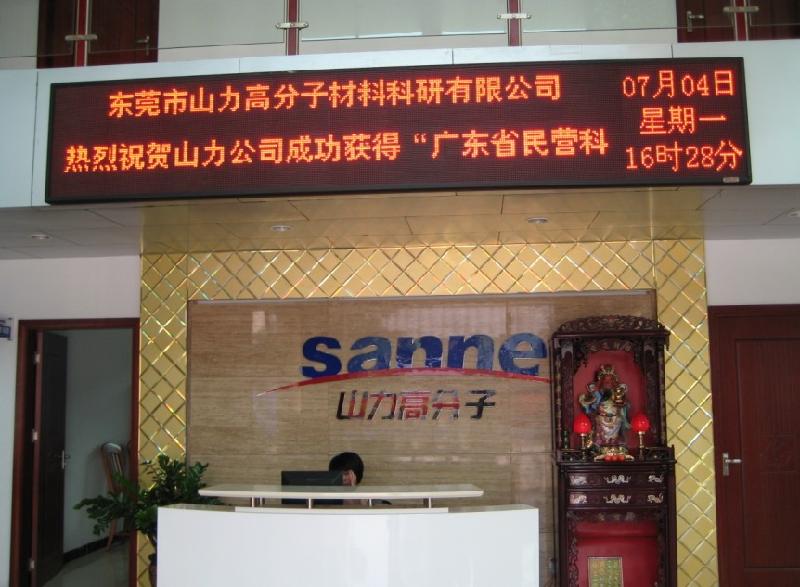 东莞市山力高分子材料科研有限公司
热烈祝贺山力公司成功获得“广东省民营科
07月04日
星期一
16时28分
sanne
山力高分子